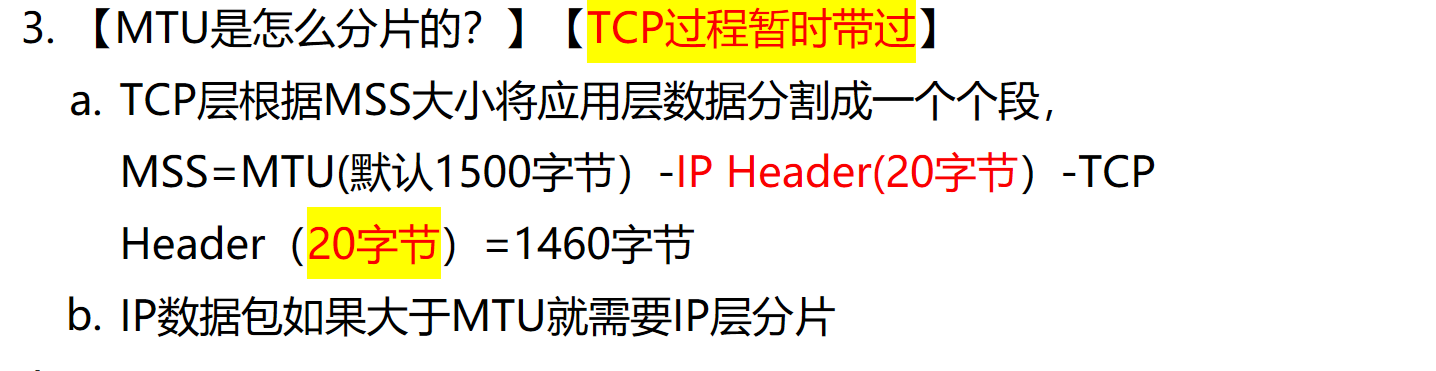 3. 【MTU是怎么分片的？】【TCP过程暂时带过】
a. TCP层根据MSS大小将应用层数据分割成一个个段，
MSS=MTU(默认1500字节）-IP Header(20字节）-TCP
Header（20字节）=1460字节
b. IP数据包如果大于MTU就需要IP层分片